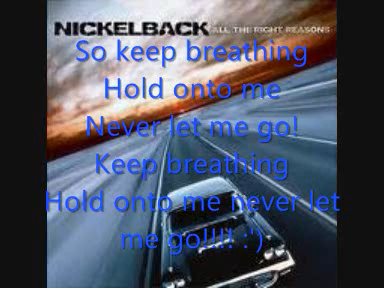 NICKELBACK ALL THE RIGHT REASONS
So keep breathing
Hold onto me
Never let me go!
Keep breathing
Hold onto me never let
me go!!!! :')